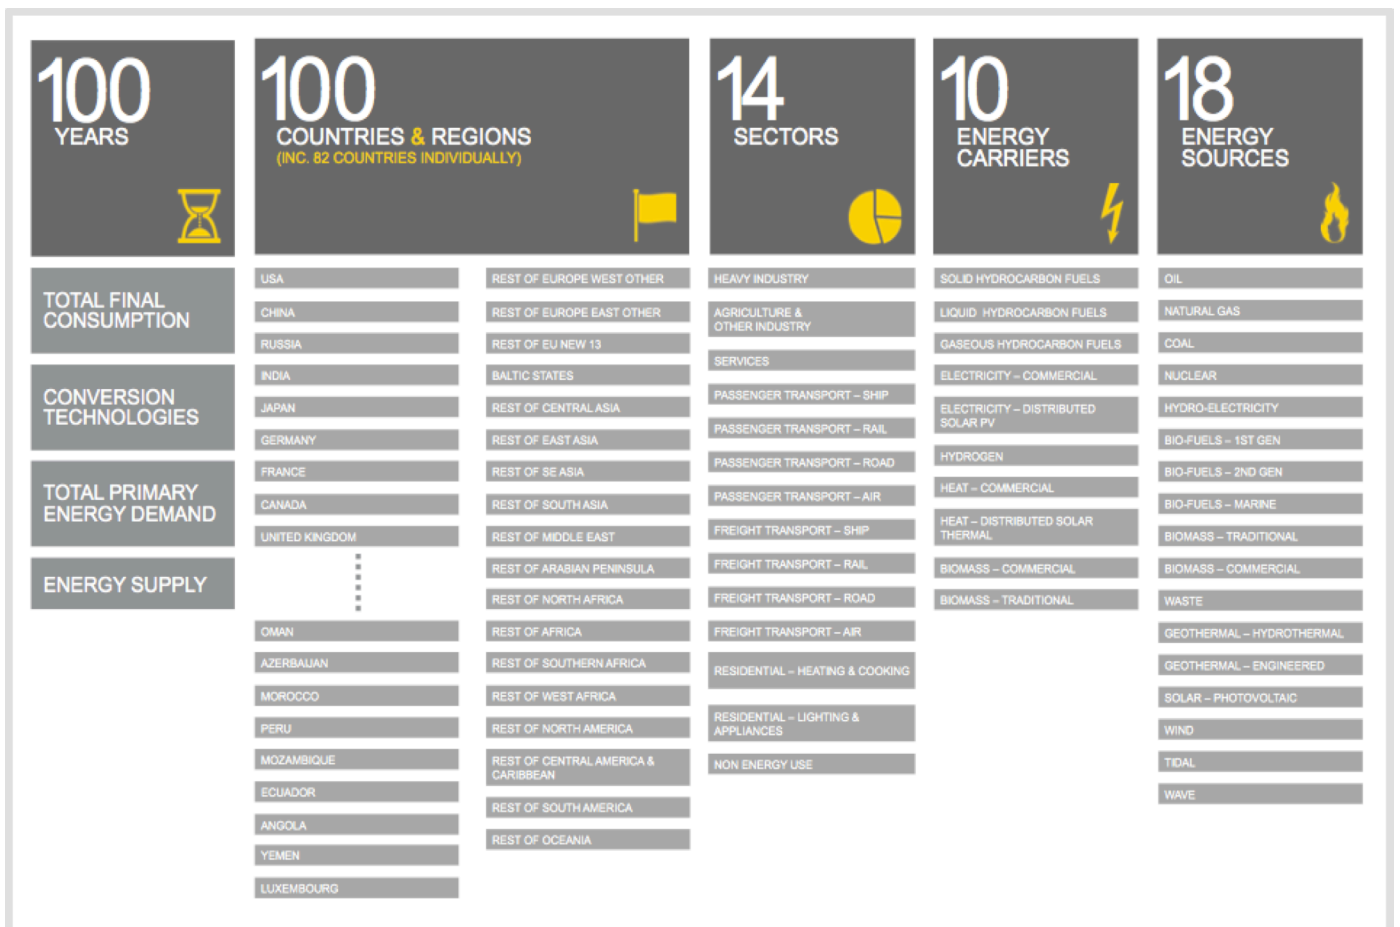 100
YEARS
TOTAL FINAL
CONSUMPTION
CONVERSION
TECHNOLOGIES
TOTAL PRIMARY
ENERGY DEMAND
ENERGY SUPPLY
100
COUNTRIES & REGIONS
(INC. 82 COUNTRIES INDIVIDUALLY)
USA
CHINA
RUSSIA
INDIA
JAPAN
GERMANY
FRANCE
CANADA
UNITED KINGDOM
OMAN
AZERBAIJAN
MOROCCO
PERU
MOZAMBIQUE
ECUADOR
ANGOLA
YEMEN
LUXEMBOURG
REST OF EUROPE WEST OTHER
REST OF EUROPE EAST OTHER
REST OF EU NEW 13
BALTIC STATES
REST OF CENTRAL ASIA
REST OF EAST ASIA
REST OF SE ASIA
REST OF SOUTH ASIA
REST OF MIDDLE EAST
REST OF ARABIAN PENINSULA
REST OF NORTH AFRICA
REST OF AFRICA
REST OF SOUTHERN AFRICA
REST OF WEST AFRICA
REST OF NORTH AMERICA
REST OF CENTRAL AMERICA &
CARIBBEAN
REST OF SOUTH AMERICA
REST OF OCEANIA
14
SECTORS
HEAVY INDUSTRY
AGRICULTURE &
OTHER INDUSTRY
SERVICES
PASSENGER TRANSPORT – SHIP
PASSENGER TRANSPORT – RAIL
PASSENGER TRANSPORT – ROAD
PASSENGER TRANSPORT – AIR
FREIGHT TRANSPORT – SHIP
FREIGHT TRANSPORT – RAIL
FREIGHT TRANSPORT – ROAD
FREIGHT TRANSPORT – AIR
RESIDENTIAL – HEATING & COOKING
RESIDENTIAL – LIGHTING &
APPLIANCES
NON ENERGY USE
10
ENERGY
CARRIERS
SOLID HYDROCARBON FUELS
LIQUID HYDROCARBON FUELS
GASEOUS HYDROCARBON FUELS
ELECTRICITY – COMMERCIAL
ELECTRICITY – DISTRIBUTED
SOLAR PV
HYDROGEN
HEAT – COMMERCIAL
HEAT – DISTRIBUTED SOLAR
THERMAL
BIOMASS – COMMERCIAL
BIOMASS – TRADITIONAL
18
ENERGY
SOURCES
OIL
NATURAL GAS
COAL
NUCLEAR
HYDRO-ELECTRICITY
BIO-FUELS – 1ST GEN
BIO-FUELS – 2ND GEN
BIO-FUELS – MARINE
BIOMASS – TRADITIONAL
BIOMASS – COMMERCIAL
WASTE
GEOTHERMAL – HYDROTHERMAL
GEOTHERMAL – ENGINEERED
SOLAR – PHOTOVOLTAIC
WIND
TIDAL
WAVE